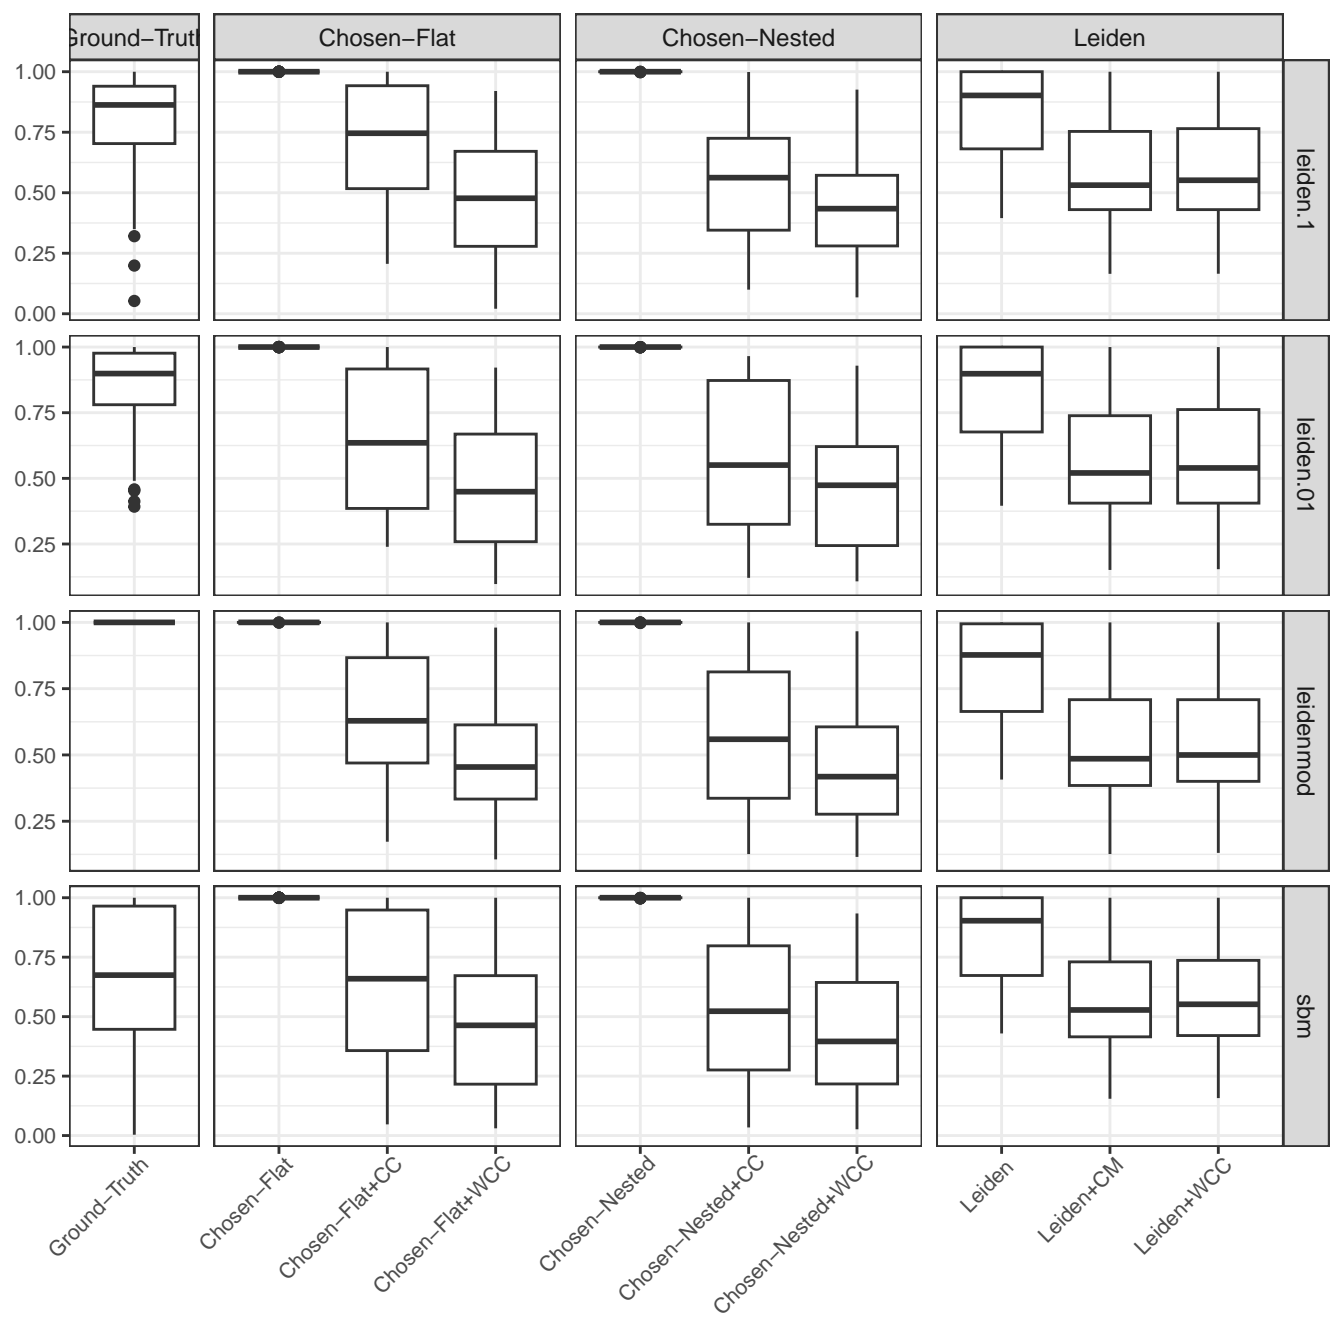 Ground−Truth
Chosen−Flat
Chosen−Nested
Leiden
1.00
0.75
0.50
0.25
0.00
leiden.1
1.00
0.75
0.50
0.25
leiden.01
1.00
0.75
0.50
0.25
leidenmod
1.00
0.75
0.50
0.25
0.00
sbm
Ground−Truth
Chosen−Flat
Chosen−Flat+CC
Chosen−Flat+WCC
Chosen−Nested
Chosen−Nested+CC
Chosen−Nested+WCC
Leiden
Leiden+CM
Leiden+WCC